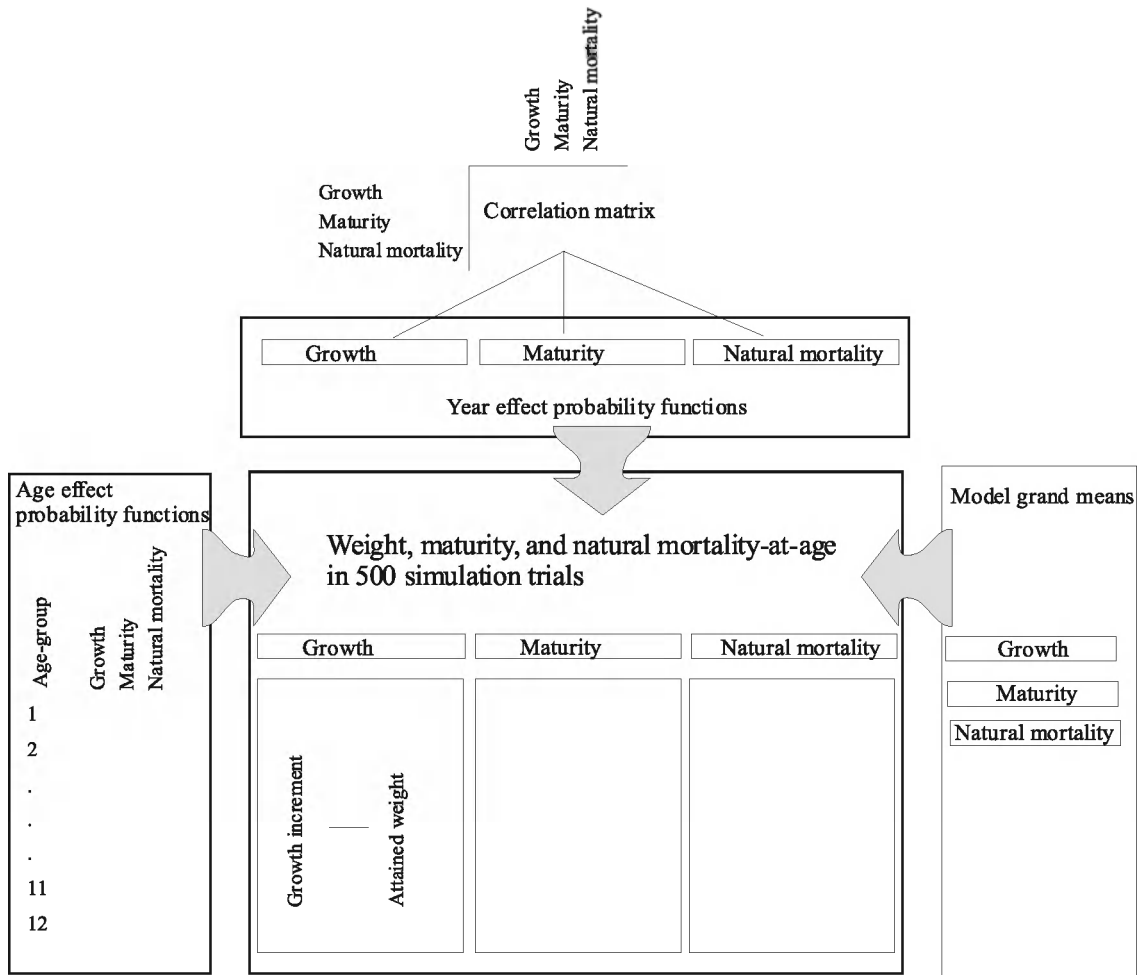 Growth
Maturity
Natural mortality
Growth
Maturity
Natural mortality
Correlation matrix
Growth
Maturity
Natural mortality
Year effect probability functions
Age effect
probability functions
Age-group
Growth
Maturity
Natural mortality
1
2
.
.
.
11
12
Weight, maturity, and natural mortality-at-age
in 500 simulation trials
Growth
Maturity
Natural mortality
Growth increment
Attained weight
Model grand means
Growth
Maturity
Natural mortality